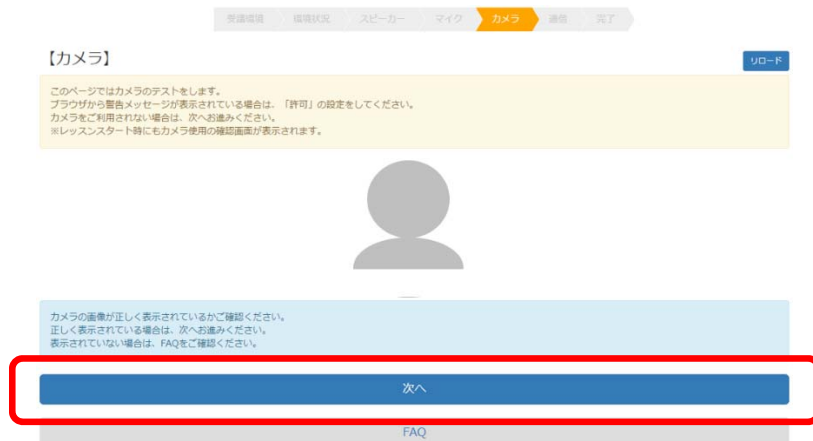 受講環境 環境状況 スピーカー マイク カメラ 通信 完了
【カメラ】
リロード
このページではカメラのテストをします。
ブラウザから警告メッセージが表示されている場合は、「許可」の設定をしてください。
カメラをご利用されない場合は、次へお進みください。
※レッスンスタート時にもカメラ使用の確認画面が表示されます。
カメラの画像が正しく表示されているかご確認ください。
正しく表示されている場合は、次へお進みください。
表示されていない場合は、FAQをご確認ください。
次へ
FAQ